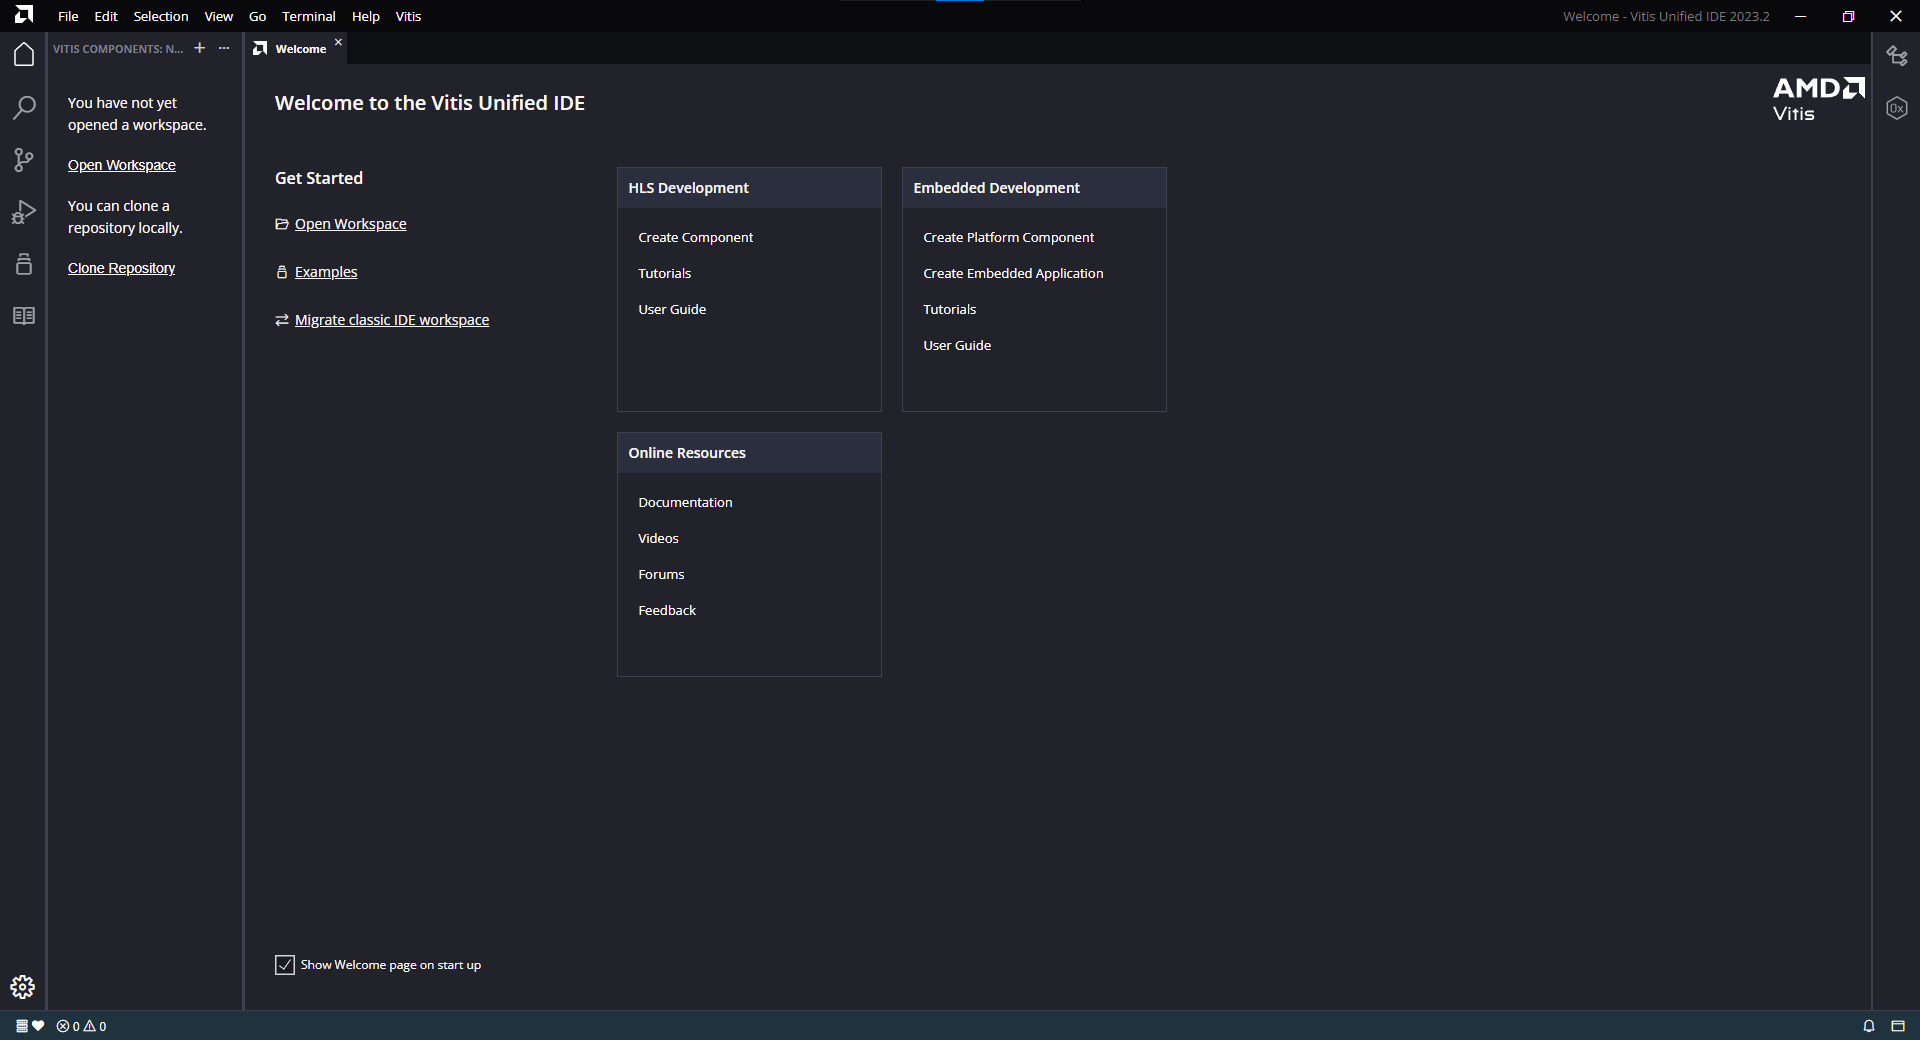 File Edit Selection View Go Terminal Help Vitis
Welcome - Vitis Unified IDE 2023.2
VITIS COMPONENTS: N...
Welcome
You have not yet
opened a workspace.
Open Workspace
You can clone a
repository locally.
Clone Repository
Welcome to the Vitis Unified IDE
AMD
Vitis
Get Started
Open Workspace
Examples
Migrate classic IDE workspace
HLS Development
Create Component
Tutorials
User Guide
Embedded Development
Create Platform Component
Create Embedded Application
Tutorials
User Guide
Online Resources
Documentation
Videos
Forums
Feedback
Show Welcome page on start up
0x
0 0